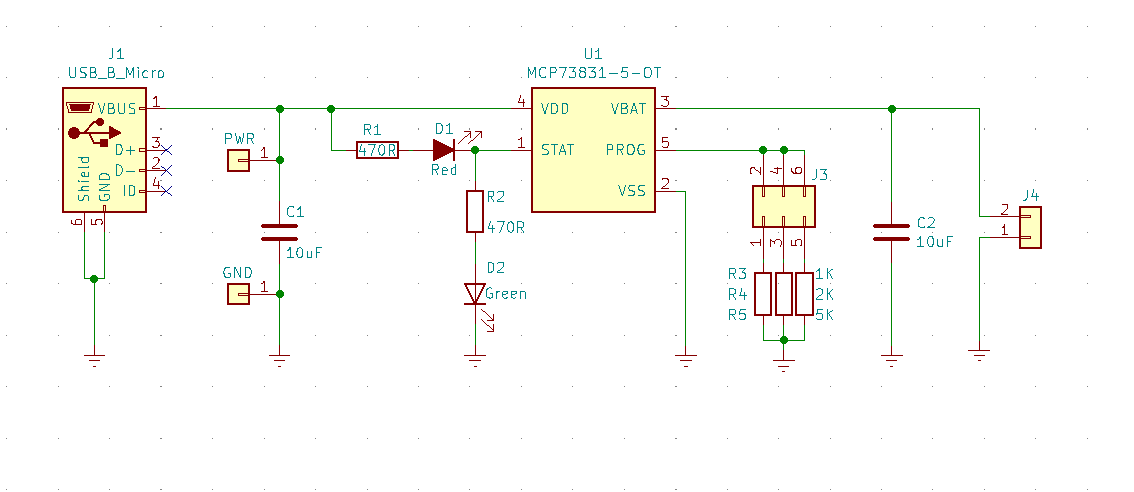 J1
USB_B_Micro
VBUS 1
D+ 3
D- 2
ID 4
Shield
GND
6
5
PWR
1
GND
1
C1
10uF
R1
470R
D1
Red
R2
470R
D2
Green
U1
MCP73831-5-OT
4 VDD
VBAT 3
1 STAT
PROG 5
VSS 2
2 4 6
J3
1 3 5
R3 1K
R4 2K
R5 5K
C2
10uF
J4
2
1